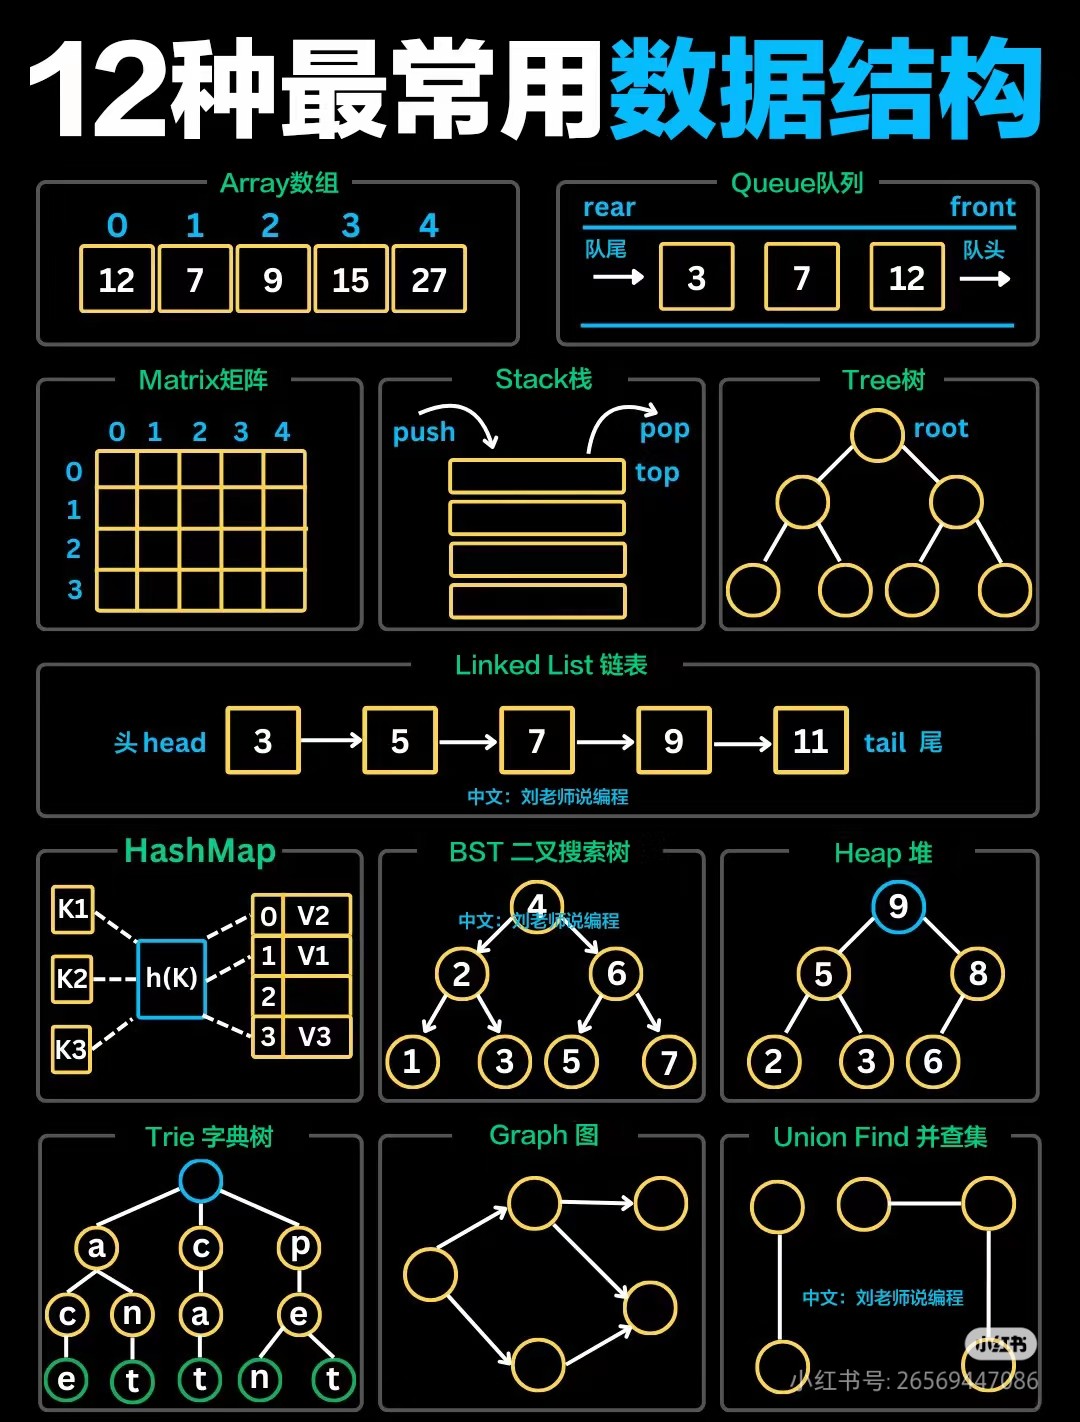 12种最常用数据结构
Array数组
0 1 2 3 4
12 7 9 15 27
Queue队列
rear front
队尾 队头
3 7 12
Matrix矩阵
0 1 2 3 4
0
1
2
3
Stack栈
push
pop
top
Tree树
root
Linked List 链表
头 head 3 5 7 9 11 tail 尾
中文：刘老师说编程
HashMap
K1
K2
K3
h(K)
0 V2
1 V1
2
3 V3
BST 二叉搜索树
4
中文：刘老师说编程
2 6
1 3 5 7
Heap 堆
9
5 8
2 3 6
Trie 字典树
a c p
c n a e
e t t n t
Graph 图
Union Find 并查集
中文：刘老师说编程
小红书
小红书号: 26569447086